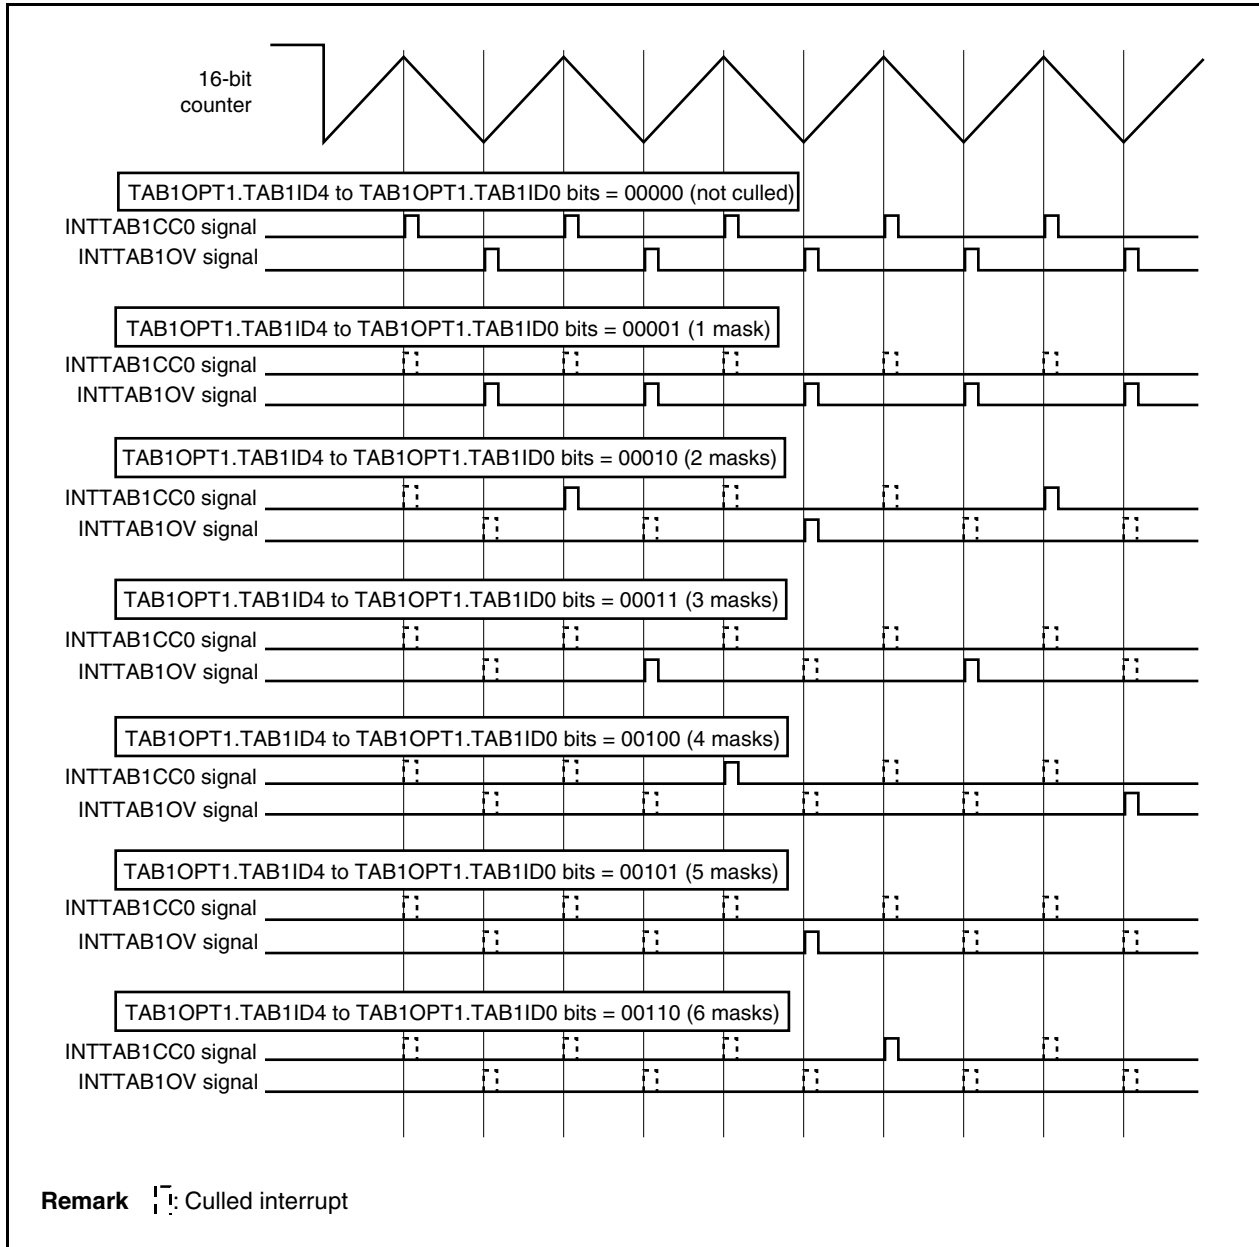 16-bit
counter
TAB1OPT1.TAB1ID4 to TAB1OPT1.TAB1ID0 bits = 00000 (not culled)
INTTAB1CC0 signal
INTTAB1OV signal
TAB1OPT1.TAB1ID4 to TAB1OPT1.TAB1ID0 bits = 00001 (1 mask)
INTTAB1CC0 signal
INTTAB1OV signal
TAB1OPT1.TAB1ID4 to TAB1OPT1.TAB1ID0 bits = 00010 (2 masks)
INTTAB1CC0 signal
INTTAB1OV signal
TAB1OPT1.TAB1ID4 to TAB1OPT1.TAB1ID0 bits = 00011 (3 masks)
INTTAB1CC0 signal
INTTAB1OV signal
TAB1OPT1.TAB1ID4 to TAB1OPT1.TAB1ID0 bits = 00100 (4 masks)
INTTAB1CC0 signal
INTTAB1OV signal
TAB1OPT1.TAB1ID4 to TAB1OPT1.TAB1ID0 bits = 00101 (5 masks)
INTTAB1CC0 signal
INTTAB1OV signal
TAB1OPT1.TAB1ID4 to TAB1OPT1.TAB1ID0 bits = 00110 (6 masks)
INTTAB1CC0 signal
INTTAB1OV signal
Remark : Culled interrupt